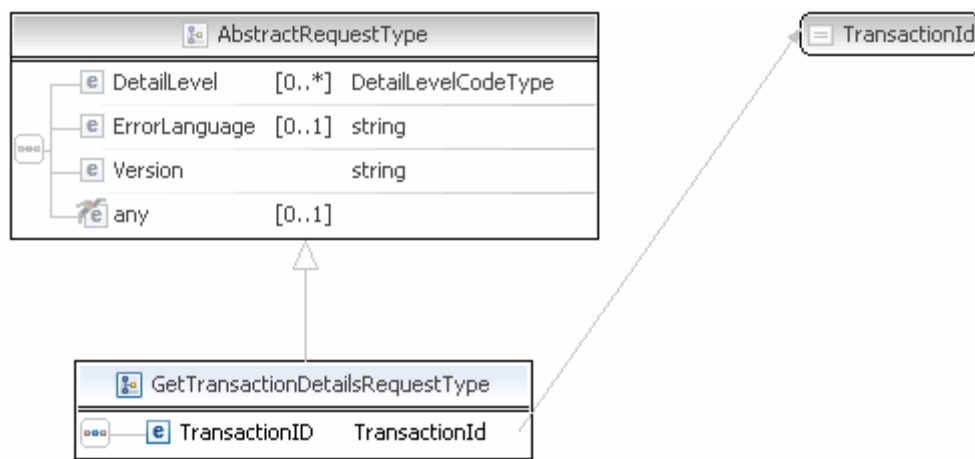 AbstractRequestType
DetailLevel [0..*] DetailLevelCodeType
ErrorLanguage [0..1] string
Version string
any [0..1]
TransactionId
GetTransactionDetailsRequestType
TransactionID TransactionId